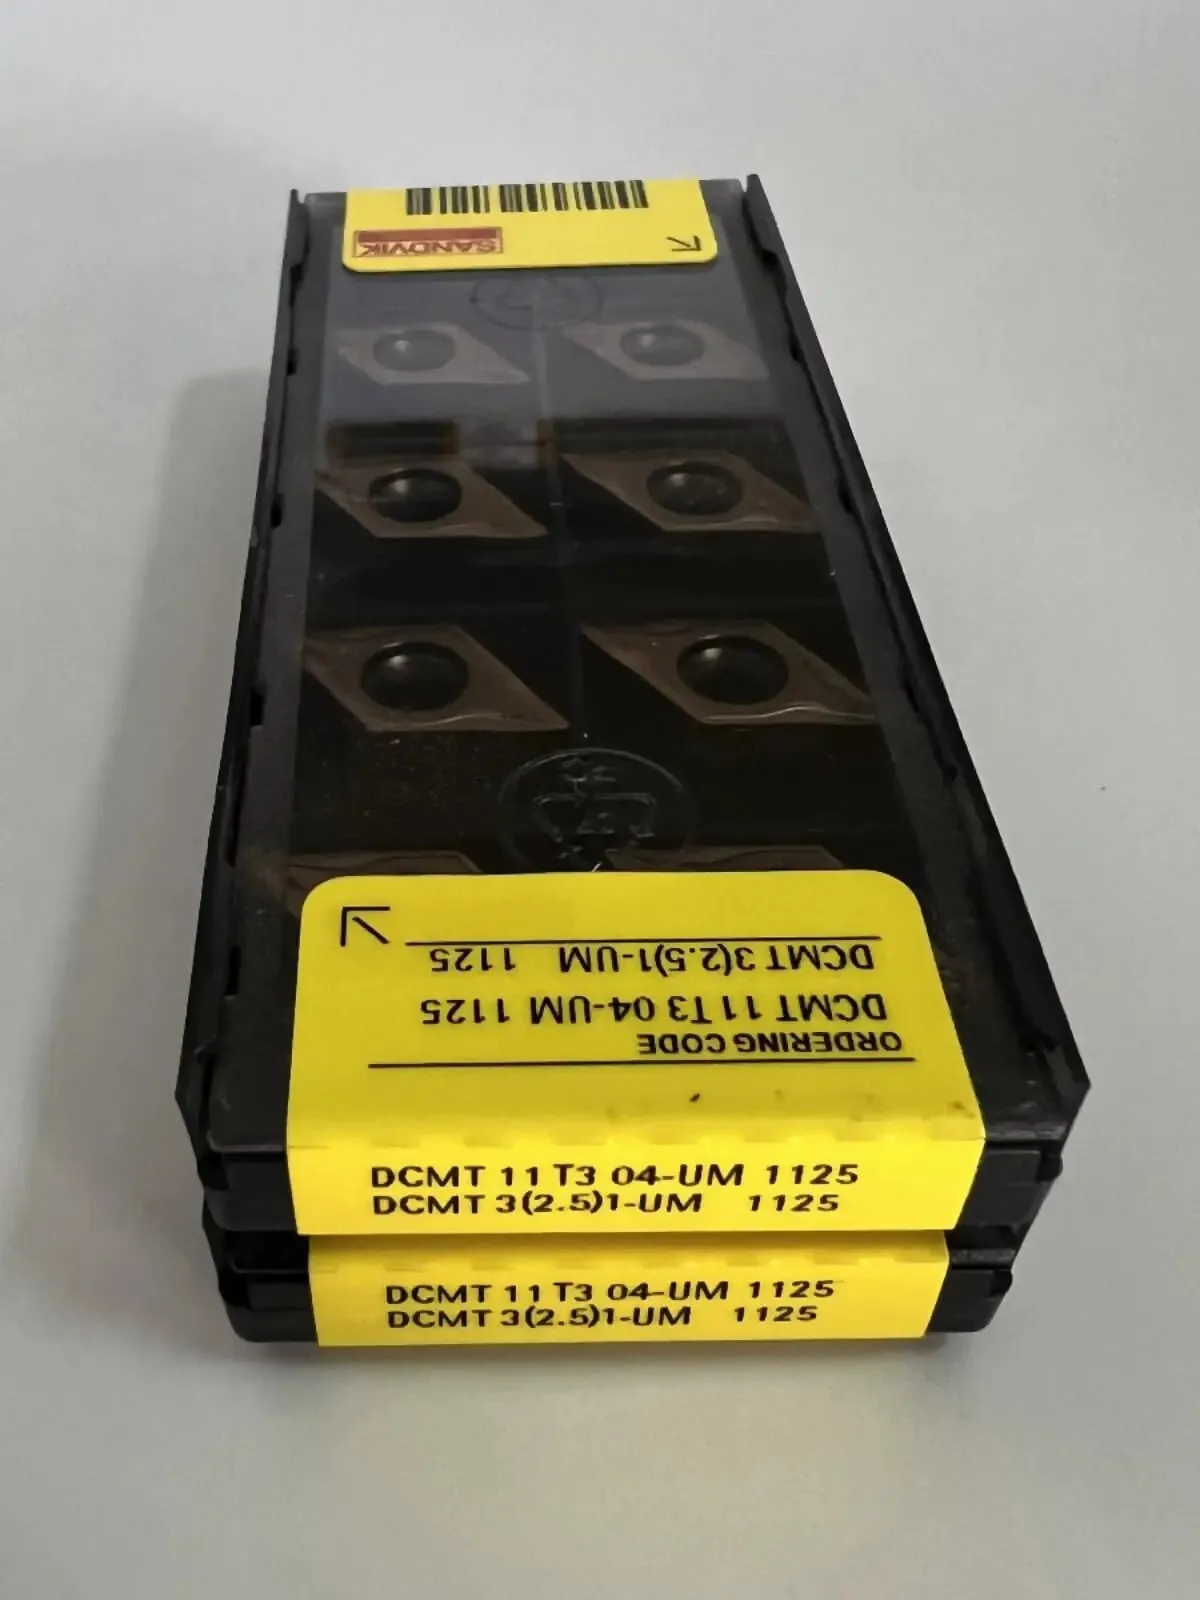 SANDVIK
DCMT 3(2.5)1-UM 1125
DCMT 11 T3 04-UM 1125
ORDERING CODE
DCMT 11 T3 04-UM 1125
DCMT 3(2.5)1-UM 1125
DCMT 11 T3 04-UM 1125
DCMT 3(2.5)1-UM 1125